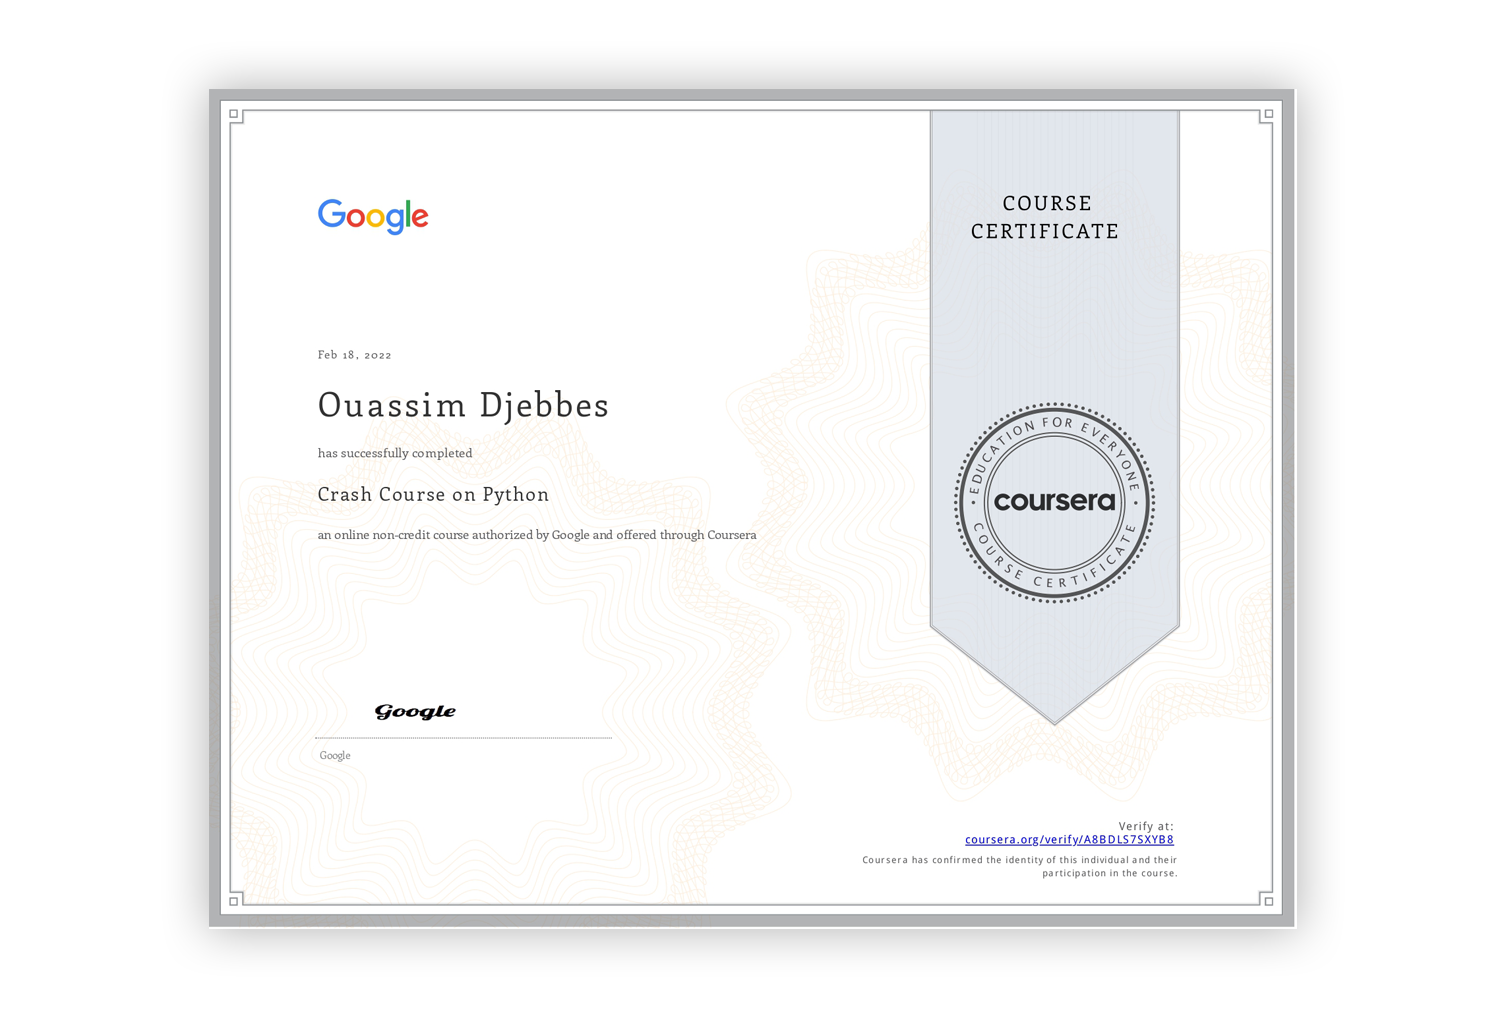 Google
COURSE
CERTIFICATE
Feb 18, 2022
Ouassim Djebbes
has successfully completed
Crash Course on Python
an online non-credit course authorized by Google and offered through Coursera
EDUCATION FOR EVERYONE
coursera
COURSE CERTIFICATE
Google
Google
Verify at:
coursera.org/verify/A8BDLS7SXYB8
Coursera has confirmed the identity of this individual and their
participation in the course.